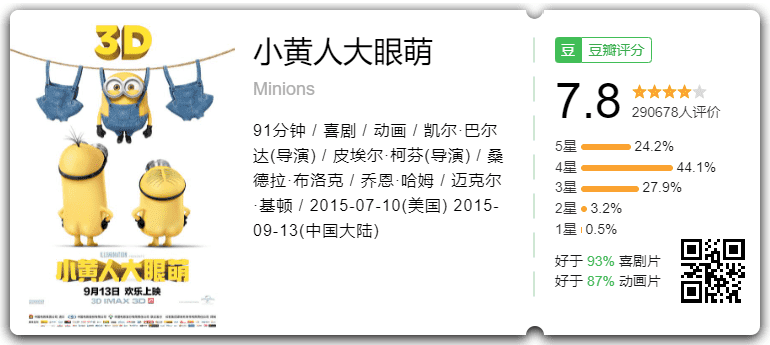 3D
ILLUMINATION
小黄人大眼萌
9月13日 欢乐上映
3D IMAX 3D
小黄人大眼萌
Minions
91分钟 / 喜剧 / 动画 / 凯尔·巴尔
达(导演) / 皮埃尔·柯芬(导演) / 桑
德拉·布洛克 / 乔恩·哈姆 / 迈克尔
·基顿 / 2015-07-10(美国) 2015-
09-13(中国大陆)
豆 豆瓣评分
7.8
290678人评价
5星 24.2%
4星 44.1%
3星 27.9%
2星 3.2%
1星 0.5%
好于 93% 喜剧片
好于 87% 动画片